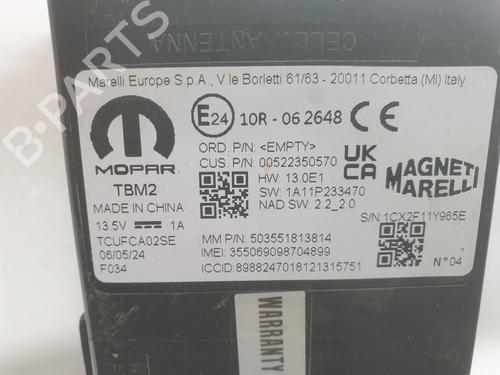 CELL. ANTENNA
Marelli Europe S.p.A., V.le Borletti 61/63 - 20011 Corbetta (MI) Italy
E24 10R - 06 2648 CE
MOPAR
TBM2
MADE IN CHINA
13.5V ⎓ 1A
TCUFCA02SE
06/05/24
F034
ORD. P/N: <EMPTY>
CUS. P/N: 00522350570
HW: 13.0E1
SW: 1A11P233470
NAD SW: 2.2_2.0
MM P/N: 503551813814
IMEI: 355069098704899
ICCID: 8988247018121315751
UK
CA
MAGNETI
MARELLI
S/N:1CX2F11Y965E
N°04
WARRANTY
B-PARTS